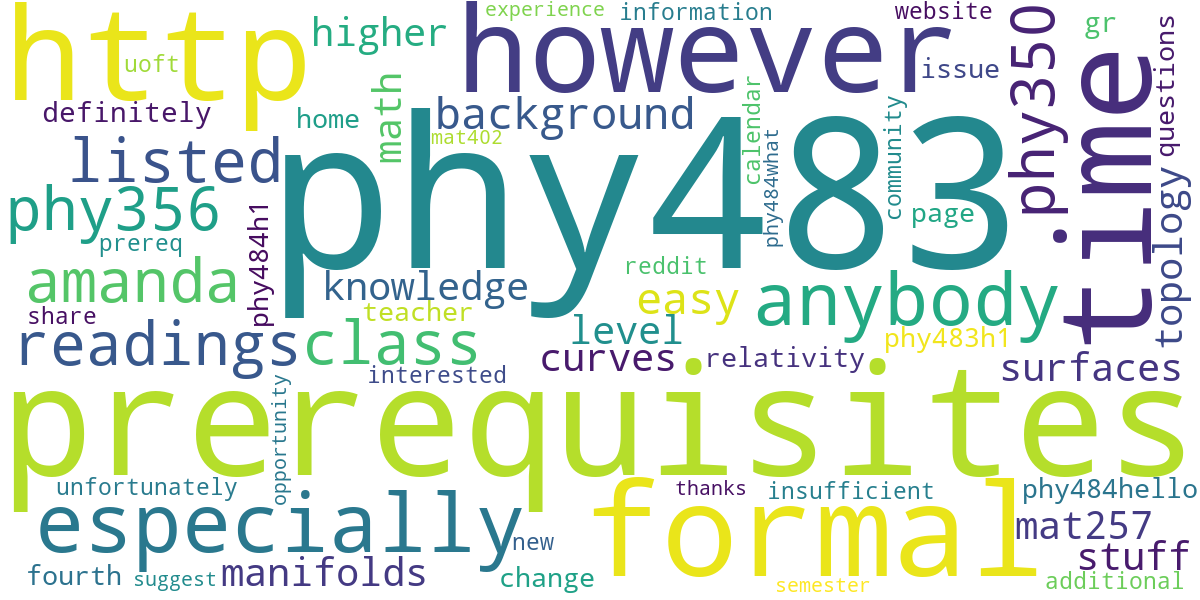 http
uoft
higher
experience
information
website
however
issue
gr
time
phy350
questions
definitely
home
math
background
mat402
calendar
phy484what
community
listed
phy483
phy356
prereq
phy484h1
page
topology
amanda
knowledge
reddit
easy
anybody
share
teacher
readings
class
level
phy483h1
curves
relativity
surfaces
interested
opportunity
prerequisites
unfortunately
thanks
insufficient
phy484hello
especially
formal
mat257
new
stuff
fourth
suggest
manifolds
change
semester
additional